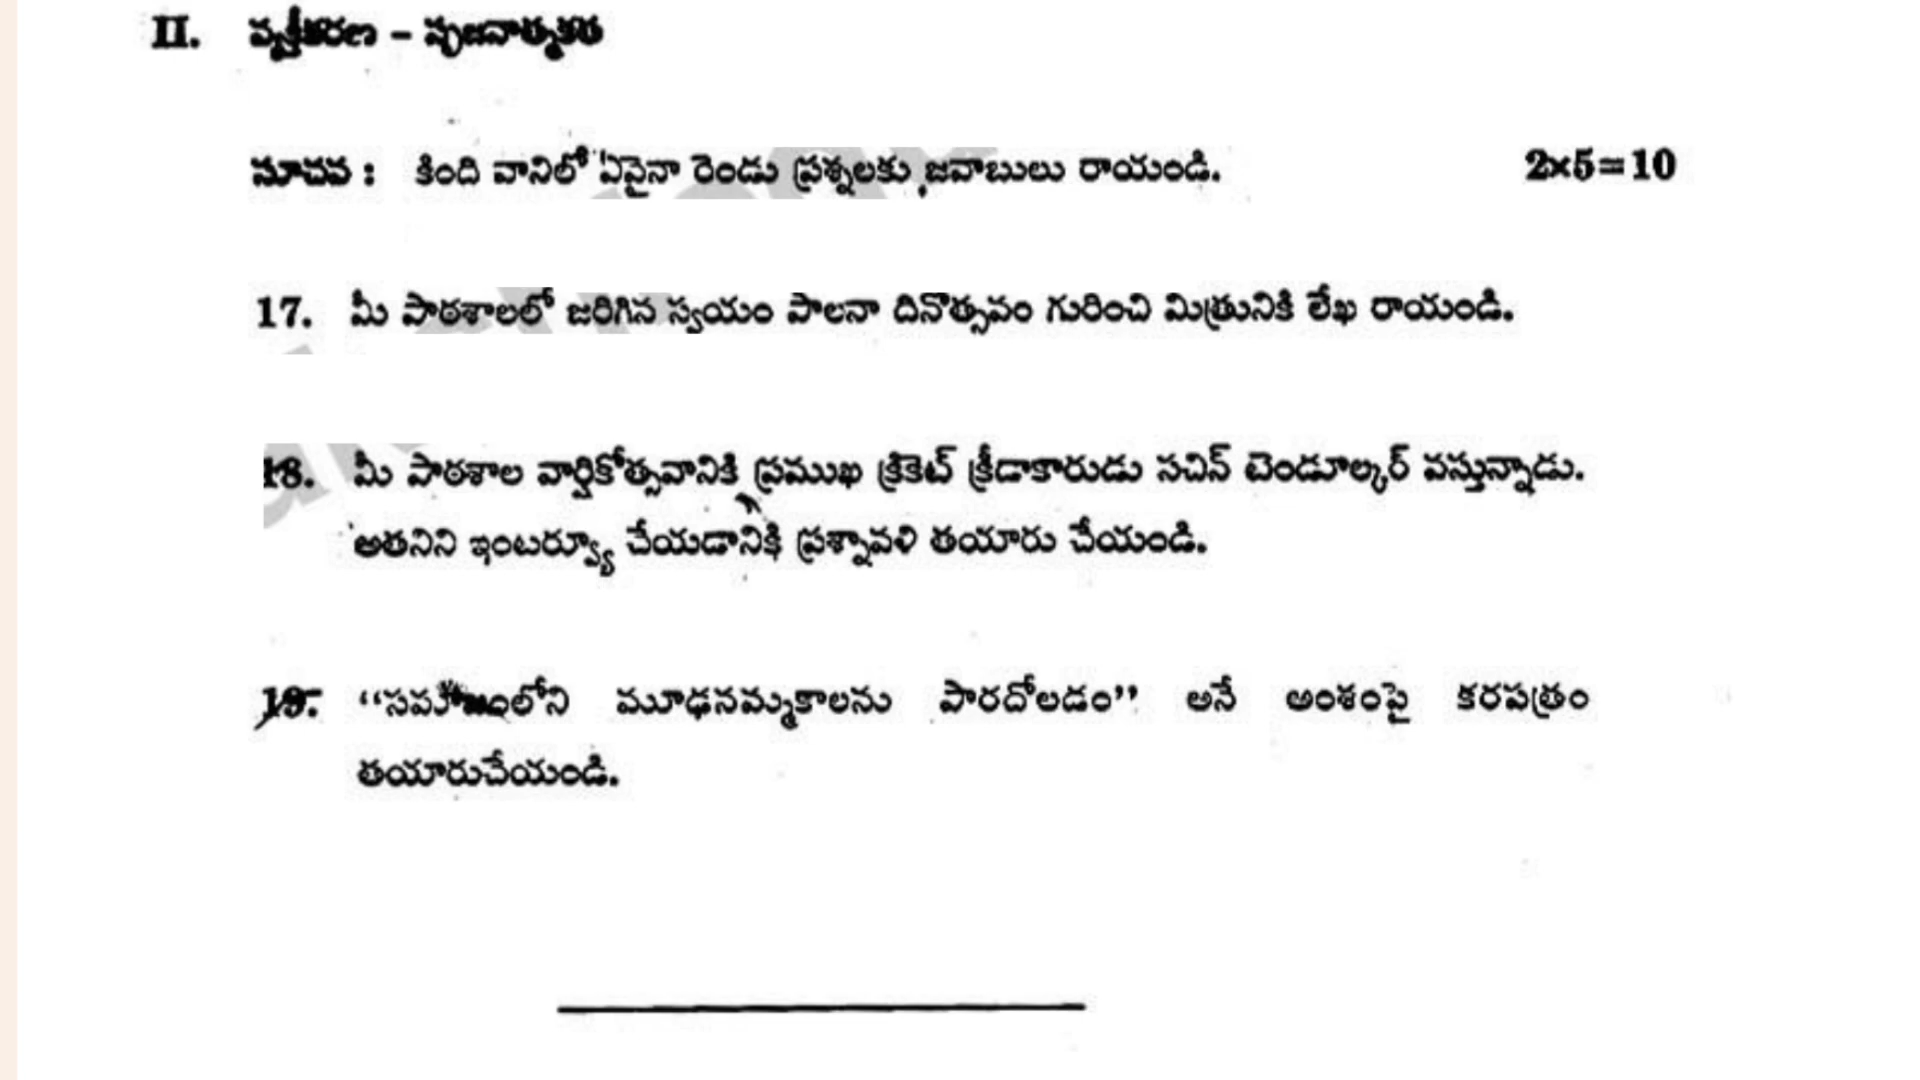 II. వ్యక్తీకరణ – సృజనాత్మకత
సూచన : కింది వానిలో ఏవైనా రెండు ప్రశ్నలకు జవాబులు రాయండి. 2×5=10
17. మీ పాఠశాలలో జరిగిన స్వయం పాలనా దినోత్సవం గురించి మిత్రునికి లేఖ రాయండి.
18. మీ పాఠశాల వార్షికోత్సవానికి ప్రముఖ క్రికెట్ క్రీడాకారుడు సచిన్ టెండూల్కర్ వస్తున్నాడు.
అతనిని ఇంటర్వ్యూ చేయడానికి ప్రశ్నావళి తయారు చేయండి.
19. “సమాజంలోని మూఢనమ్మకాలను పారదోలడం” అనే అంశంపై కరపత్రం
తయారుచేయండి.